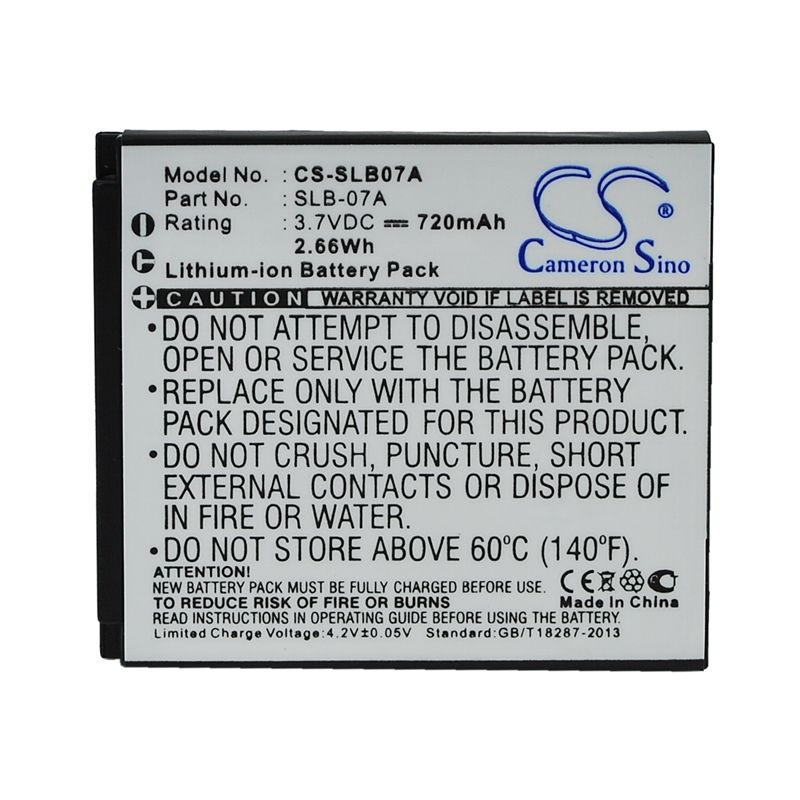 Model No. : CS-SLB07A
Part No. : SLB-07A
Rating : 3.7VDC ⎓ 720mAh
2.66Wh
Lithium-ion Battery Pack
CS ®
Cameron Sino
CAUTION WARRANTY VOID IF SEAL IS REMOVED
•DO NOT ATTEMPT TO DISASSEMBLE,
OPEN OR SERVICE THE BATTERY PACK.
•REPLACE ONLY WITH THE BATTERY
PACK DESIGNATED FOR THIS PRODUCT.
•DO NOT CRUSH, PUNCTURE, SHORT
EXTERNAL CONTACTS OR DISPOSE OF
IN FIRE OR WATER.
•DO NOT STORE ABOVE 60°C (140°F).
ATTENTION!
NEW BATTERY PACK MUST BE FULLY CHARGED BEFORE USE
TO REDUCE RISK OF FIRE OR BURNS
READ INSTRUCTIONS IN OPERATING MANUAL BEFORE USE
Limited Charge Voltage:4.2V±0.05V Standard:GB/T18287-2013
CE
Made In China